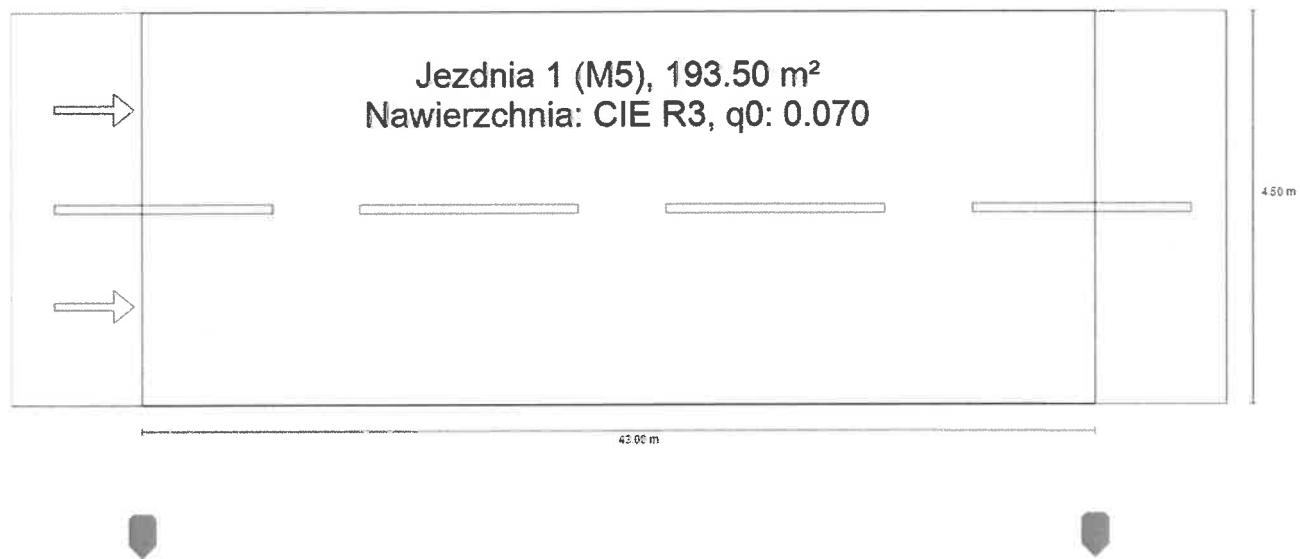 Jezdnia 1 (M5), 193.50 m²
Nawierzchnia: CIE R3, q0: 0.070
4.50 m
43.00 m